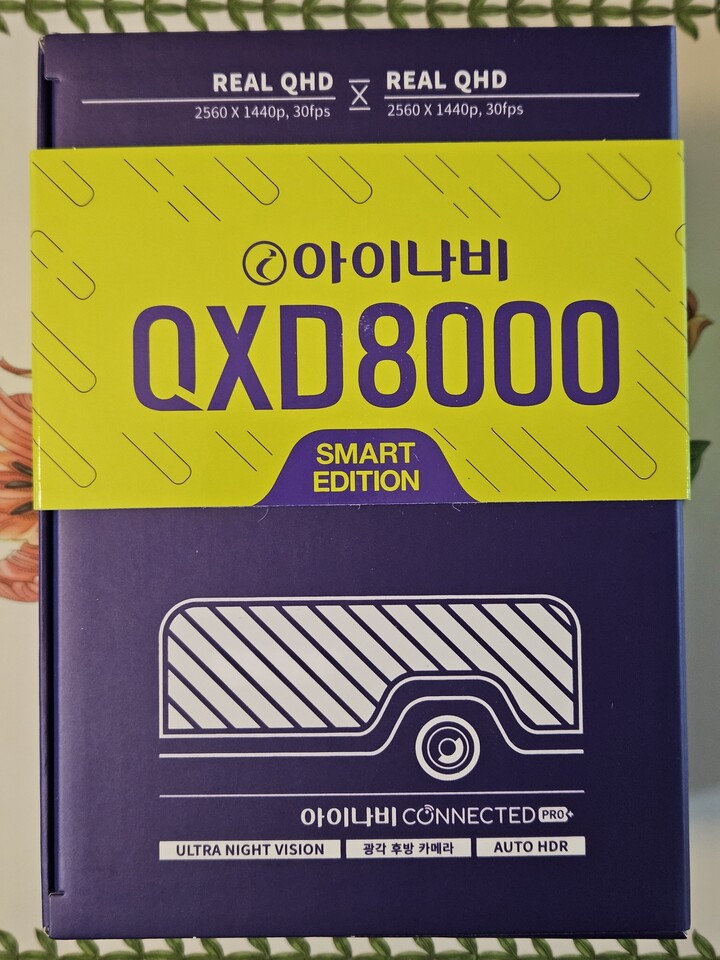 REAL QHD X REAL QHD
2560 X 1440p, 30fps 2560 X 1440p, 30fps
아이나비
QXD8000
SMART
EDITION
아이나비 CONNECTED PRO+
ULTRA NIGHT VISION 광각 후방 카메라 AUTO HDR